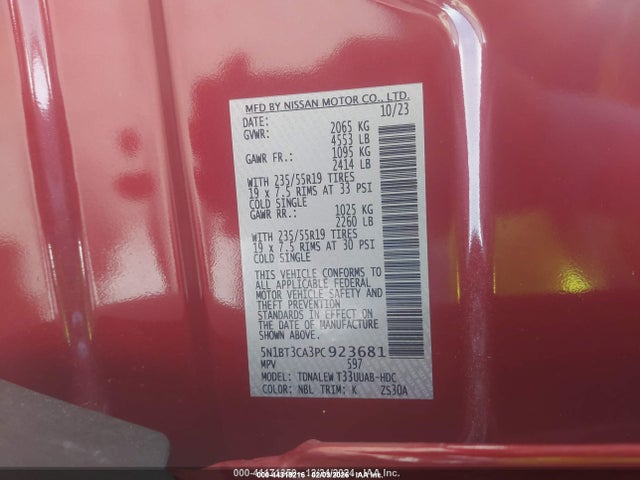 MFD BY NISSAN MOTOR CO., LTD.
DATE: 10/23
GVWR: 2065 KG
4553 LB
GAWR FR.: 1095 KG
2414 LB
WITH 235/55R19 TIRES
19 x 7.5 RIMS AT 33 PSI
COLD SINGLE
GAWR RR.: 1025 KG
2260 LB
WITH 235/55R19 TIRES
19 x 7.5 RIMS AT 30 PSI
COLD SINGLE
THIS VEHICLE CONFORMS TO
ALL APPLICABLE FEDERAL
MOTOR VEHICLE SAFETY AND
AND THEFT PREVENTION
STANDARDS IN EFFECT ON
THE DATE OF MANUFACTURE
SHOWN ABOVE.
5N1BT3CA3PC923681
MPV 597
MODEL: TDNALEW T33UUAB-HDC
COLOR: NBL TRIM: K ZS30A